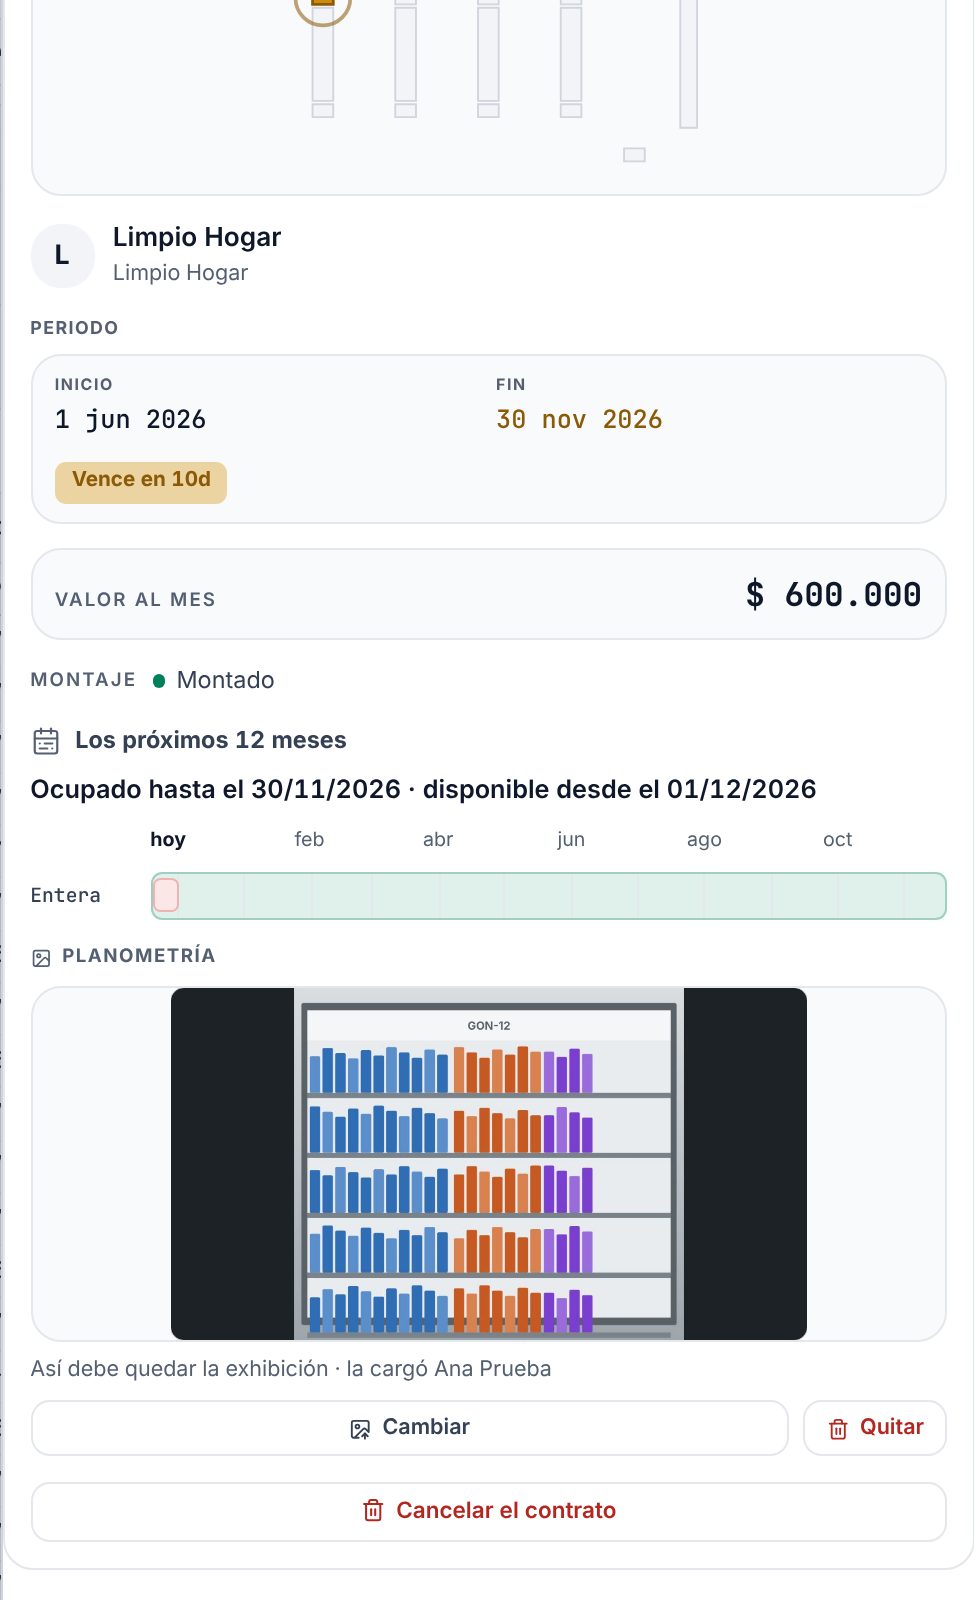 L
Limpio Hogar
Limpio Hogar
PERIODO
INICIO
FIN
1 jun 2026
30 nov 2026
Vence en 10d
VALOR AL MES
$ 600.000
MONTAJE
Montado
Los próximos 12 meses
Ocupado hasta el 30/11/2026 · disponible desde el 01/12/2026
hoy feb abr jun ago oct
Entera
PLANOMETRÍA
GON-12
Así debe quedar la exhibición · la cargó Ana Prueba
Cambiar
Quitar
Cancelar el contrato